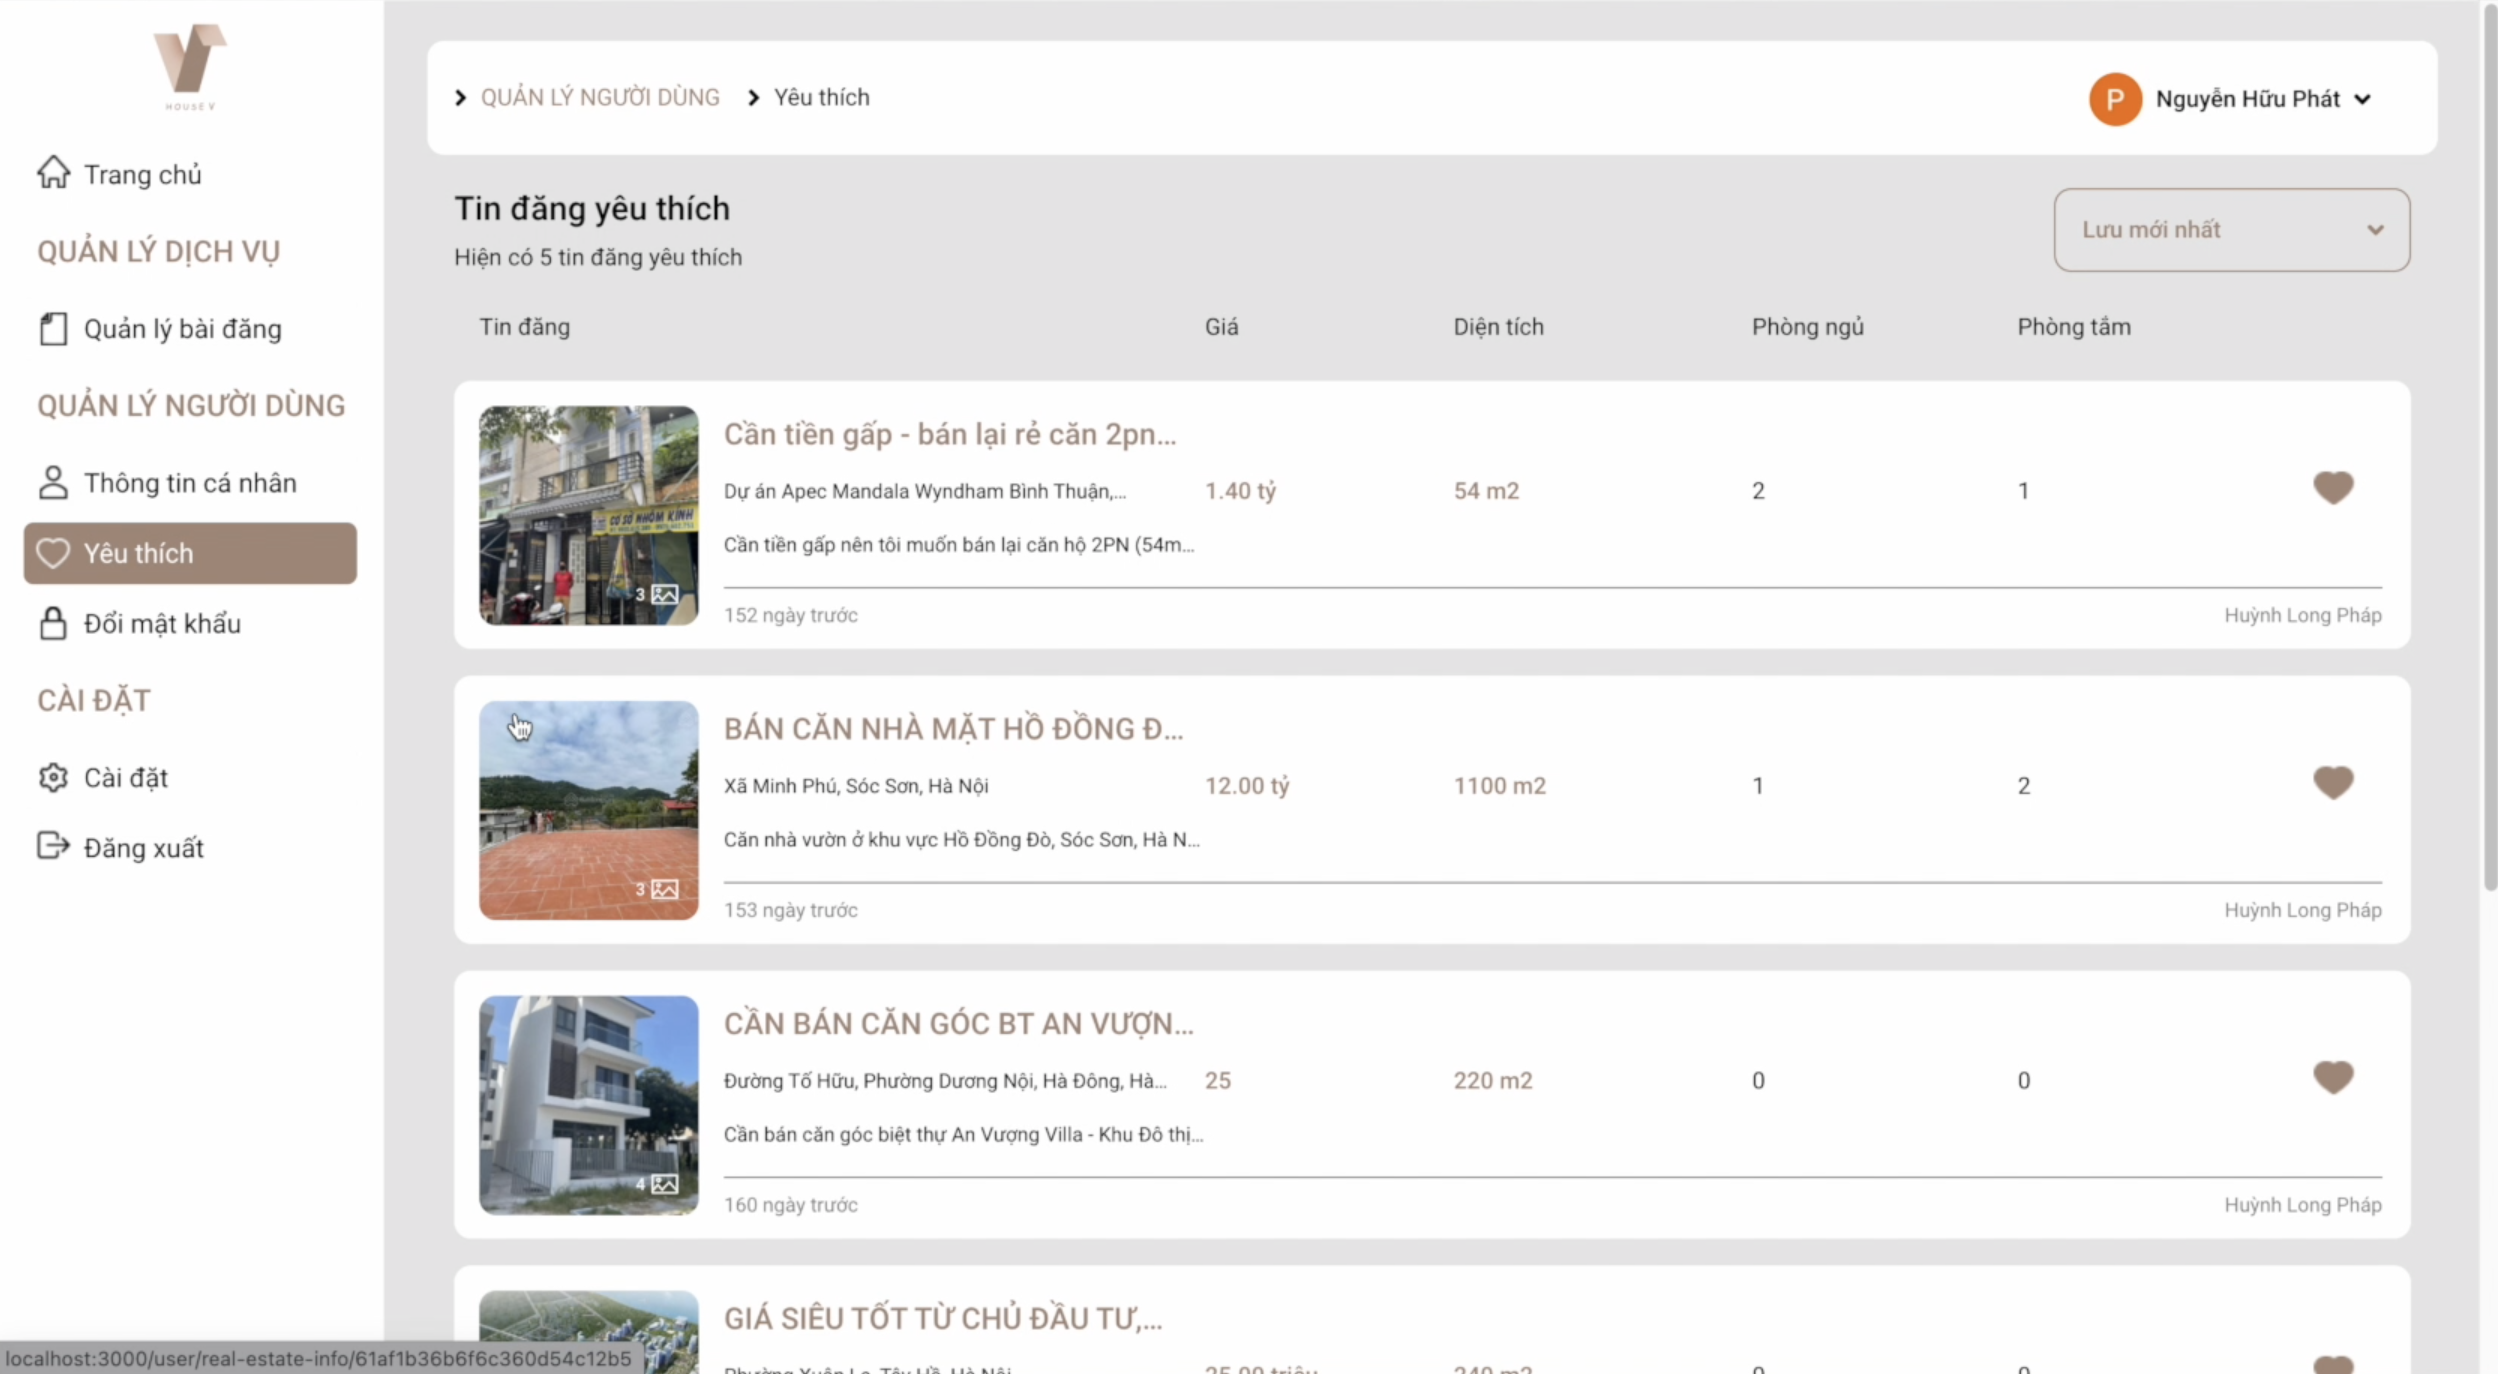 HOUSE V
Trang chủ
QUẢN LÝ DỊCH VỤ
Quản lý bài đăng
QUẢN LÝ NGƯỜI DÙNG
Thông tin cá nhân
Yêu thích
Đổi mật khẩu
CÀI ĐẶT
Cài đặt
Đăng xuất
QUẢN LÝ NGƯỜI DÙNG Yêu thích
P Nguyễn Hữu Phát
Tin đăng yêu thích
Hiện có 5 tin đăng yêu thích
Lưu mới nhất
Tin đăng Giá Diện tích Phòng ngủ Phòng tắm
CƠ SỞ NHÔM KÍNH
3
Cần tiền gấp - bán lại rẻ căn 2pn...
Dự án Apec Mandala Wyndham Bình Thuận,...
1.40 tỷ 54 m2 2 1
Cần tiền gấp nên tôi muốn bán lại căn hộ 2PN (54m...
152 ngày trước Huỳnh Long Pháp
3
BÁN CĂN NHÀ MẶT HỒ ĐỒNG Đ...
Xã Minh Phú, Sóc Sơn, Hà Nội
12.00 tỷ 1100 m2 1 2
Căn nhà vườn ở khu vực Hồ Đồng Đò, Sóc Sơn, Hà N...
153 ngày trước Huỳnh Long Pháp
4
CẦN BÁN CĂN GÓC BT AN VƯỢN...
Đường Tố Hữu, Phường Dương Nội, Hà Đông, Hà...
25 220 m2 0 0
Cần bán căn góc biệt thự An Vượng Villa - Khu Đô thị...
160 ngày trước Huỳnh Long Pháp
GIÁ SIÊU TỐT TỪ CHỦ ĐẦU TƯ,...
localhost:3000/user/real-estate-info/61af1b36b6f6c360d54c12b5